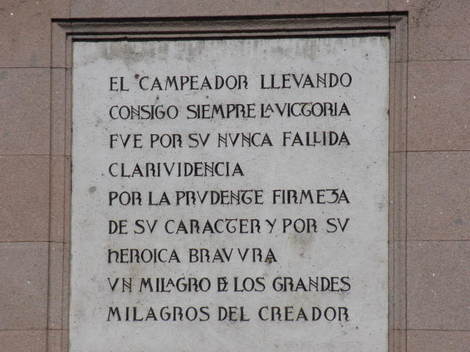 EL CAMPEADOR LLEVANDO
CONSIGO SIEMPRE LA VICTORIA
FVE POR SV NVNCA FALLIDA
CLARIVIDENCIA
POR LA PRVDENTE FIRMEZA
DE SV CARACTER Y POR SV
HEROICA BRAVVRA
VN MILAGRO DE LOS GRANDES
MILAGROS DEL CREADOR